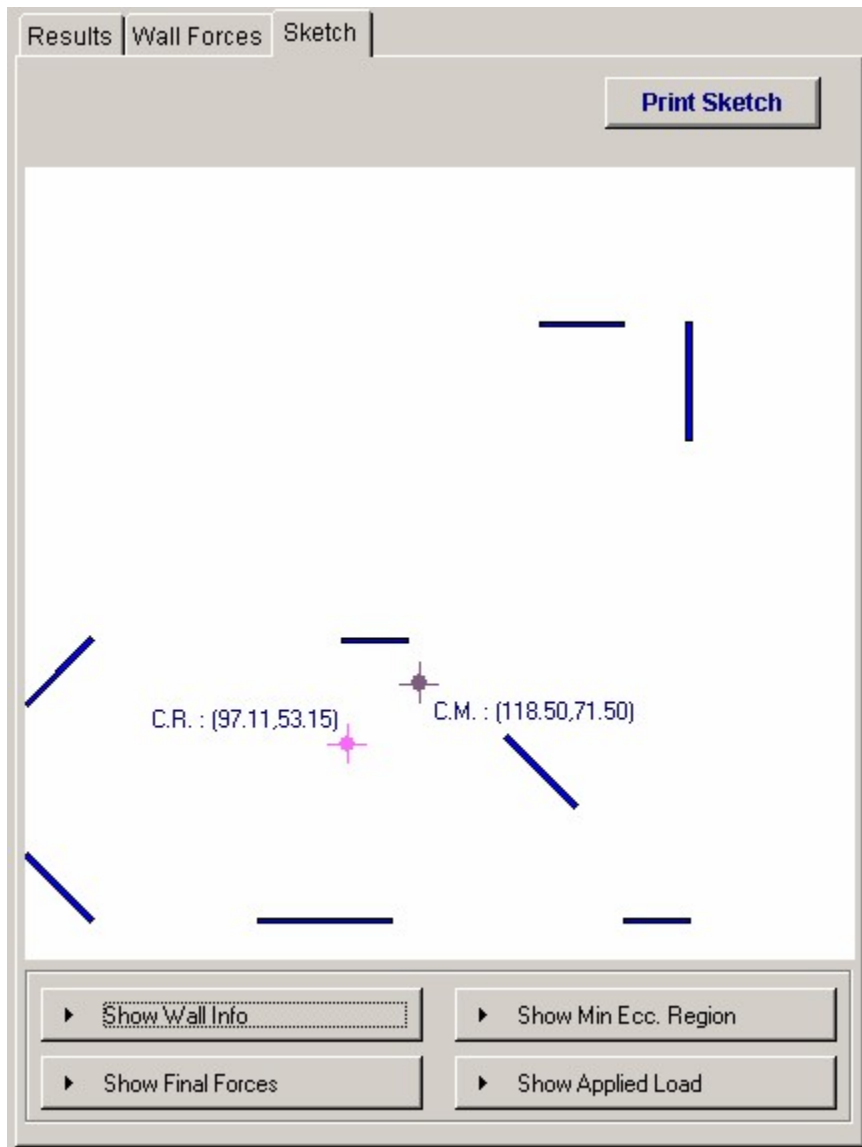 Results Wall Forces Sketch
Print Sketch
C.R. : (97.11,53.15)
C.M. : (118.50,71.50)
Show Wall Info
Show Min Ecc. Region
Show Final Forces
Show Applied Load